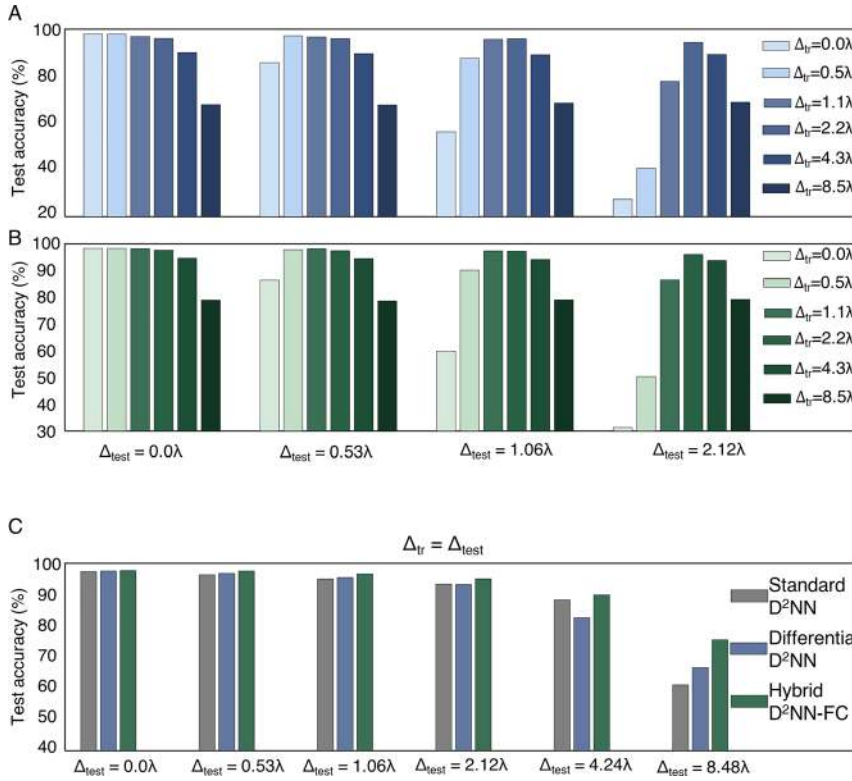 A
Test accuracy (%)
100
80
60
40
20
Δtr=0.0λ
Δtr=0.5λ
Δtr=1.1λ
Δtr=2.2λ
Δtr=4.3λ
Δtr=8.5λ
B
Test accuracy (%)
100
90
80
70
60
50
40
30
Δtr=0.0λ
Δtr=0.5λ
Δtr=1.1λ
Δtr=2.2λ
Δtr=4.3λ
Δtr=8.5λ
Δtest = 0.0λ
Δtest = 0.53λ
Δtest = 1.06λ
Δtest = 2.12λ
C
Δtr = Δtest
Test accuracy (%)
100
90
80
70
60
50
40
Standard
D²NN
Differentia
D²NN
Hybrid
D²NN-FC
Δtest = 0.0λ
Δtest = 0.53λ
Δtest = 1.06λ
Δtest = 2.12λ
Δtest = 4.24λ
Δtest = 8.48λ